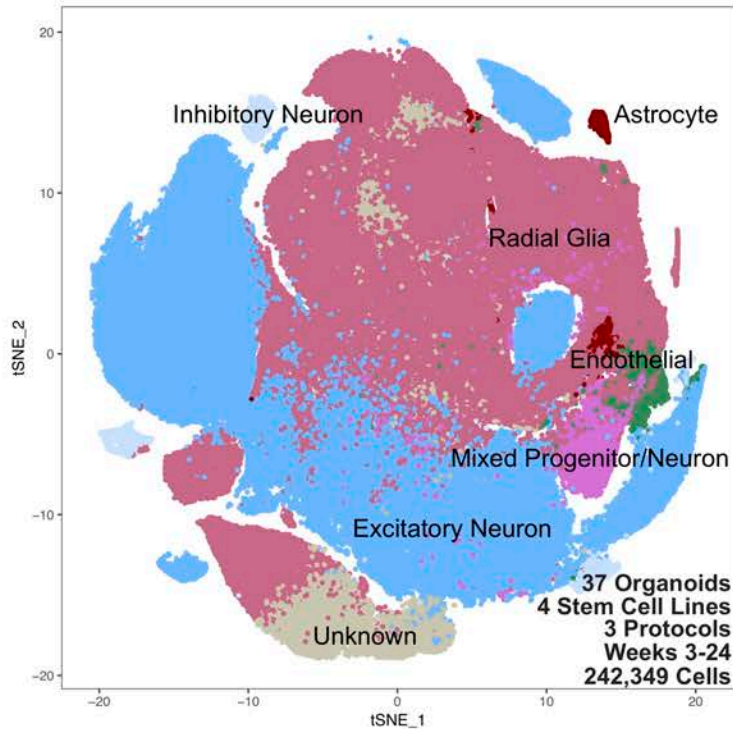 20
10
0
−10
−20
tSNE_2
Inhibitory Neuron
Astrocyte
Radial Glia
Endothelial
Mixed Progenitor/Neuron
Excitatory Neuron
Unknown
37 Organoids
4 Stem Cell Lines
3 Protocols
Weeks 3-24
242,349 Cells
−20 −10 0 10 20
tSNE_1